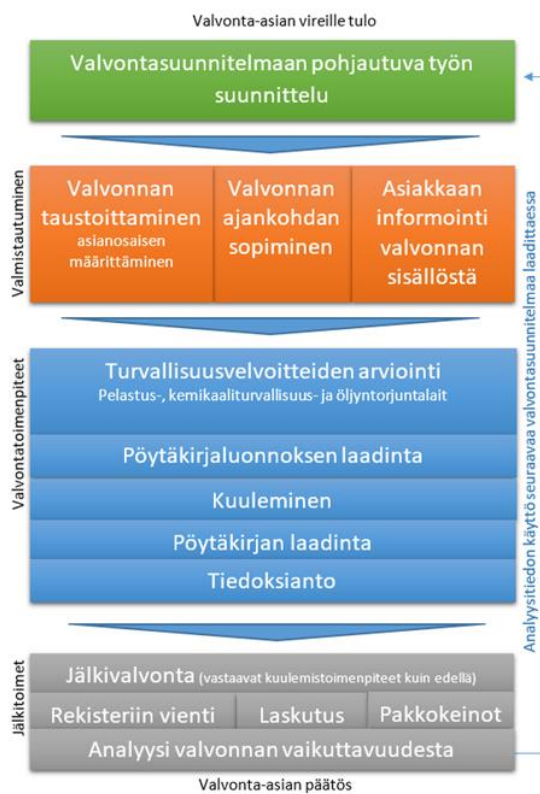 Valvonta-asian vireille tulo
Valvontasuunnitelmaan pohjautuva työn
suunnittelu
Valmistautuminen
Valvonnan
taustoittaminen
asianosaisen
määrittäminen
Valvonnan
ajankohdan
sopiminen
Asiakkaan
informointi
valvonnan
sisällöstä
Valvontatoimenpiteet
Turvallisuusvelvoitteiden arviointi
Pelastus-, kemikaaliturvallisuus- ja öljyntorjuntalait
Pöytäkirjaluonnoksen laadinta
Kuuleminen
Pöytäkirjan laadinta
Tiedoksianto
Jälkitoimet
Jälkivalvonta (vastaavat kuulemistoimenpiteet kuin edellä)
Rekisteriin vienti
Laskutus
Pakkokeinot
Analyysi valvonnan vaikuttavuudesta
Valvonta-asian päätös
Analyysitiedon käyttö seuraavaa valvontasuunnitelmaa laadittaessa